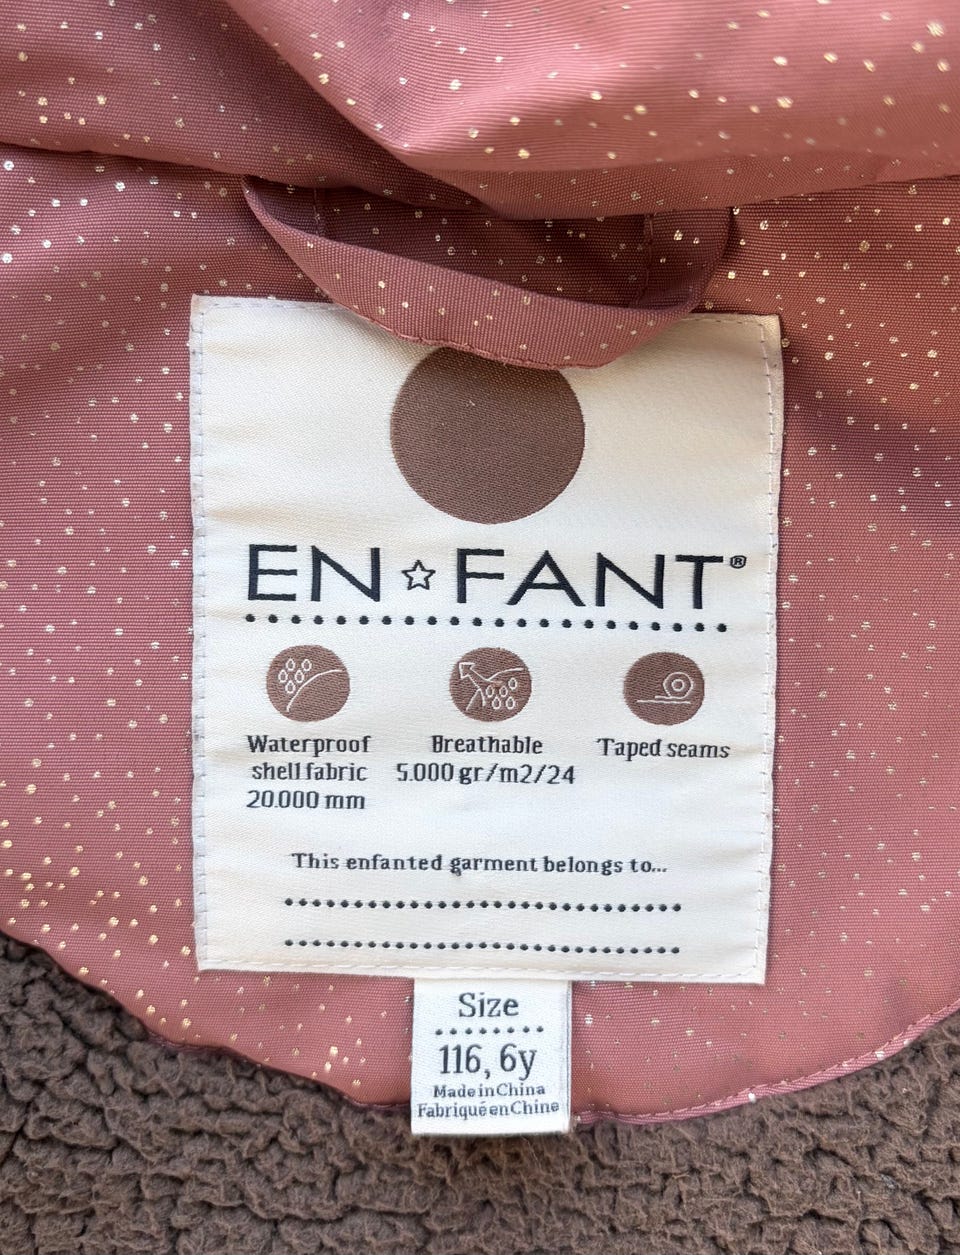 EN☆FANT®
Waterproof
shell fabric
20.000 mm
Breathable
5.000 gr/m2/24
Taped seams
This enfanted garment belongs to...
Size
116, 6y
Made in China
Fabriqué en Chine